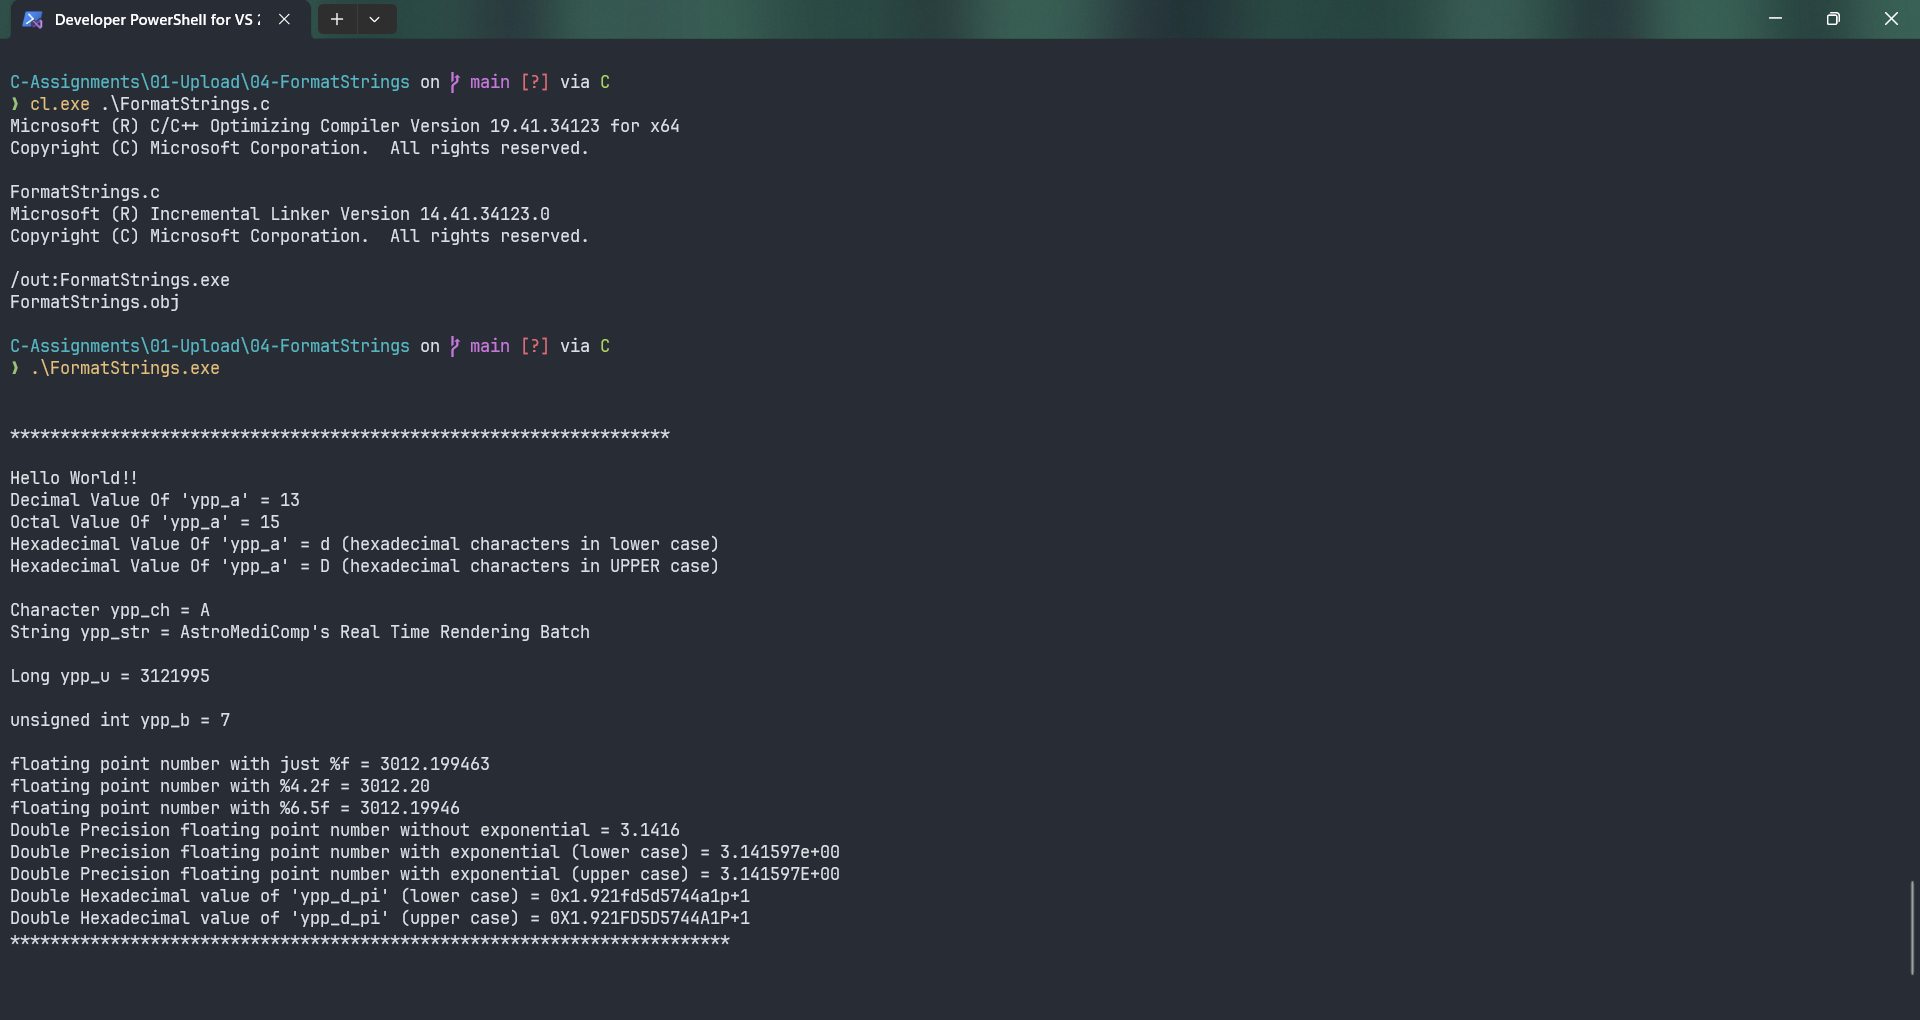 Developer PowerShell for VS 2
C-Assignments\01-Upload\04-FormatStrings on main [?] via C
❯ cl.exe .\FormatStrings.c
Microsoft (R) C/C++ Optimizing Compiler Version 19.41.34123 for x64
Copyright (C) Microsoft Corporation.  All rights reserved.
FormatStrings.c
Microsoft (R) Incremental Linker Version 14.41.34123.0
Copyright (C) Microsoft Corporation.  All rights reserved.
/out:FormatStrings.exe
FormatStrings.obj
C-Assignments\01-Upload\04-FormatStrings on main [?] via C
❯ .\FormatStrings.exe
******************************************************************
Hello World!!
Decimal Value Of 'ypp_a' = 13
Octal Value Of 'ypp_a' = 15
Hexadecimal Value Of 'ypp_a' = d (hexadecimal characters in lower case)
Hexadecimal Value Of 'ypp_a' = D (hexadecimal characters in UPPER case)
Character ypp_ch = A
String ypp_str = AstroMediComp's Real Time Rendering Batch
Long ypp_u = 3121995
unsigned int ypp_b = 7
floating point number with just %f = 3012.199463
floating point number with %4.2f = 3012.20
floating point number with %6.5f = 3012.19946
Double Precision floating point number without exponential = 3.1416
Double Precision floating point number with exponential (lower case) = 3.141597e+00
Double Precision floating point number with exponential (upper case) = 3.141597E+00
Double Hexadecimal value of 'ypp_d_pi' (lower case) = 0x1.921fd5d5744a1p+1
Double Hexadecimal value of 'ypp_d_pi' (upper case) = 0X1.921FD5D5744A1P+1
************************************************************************